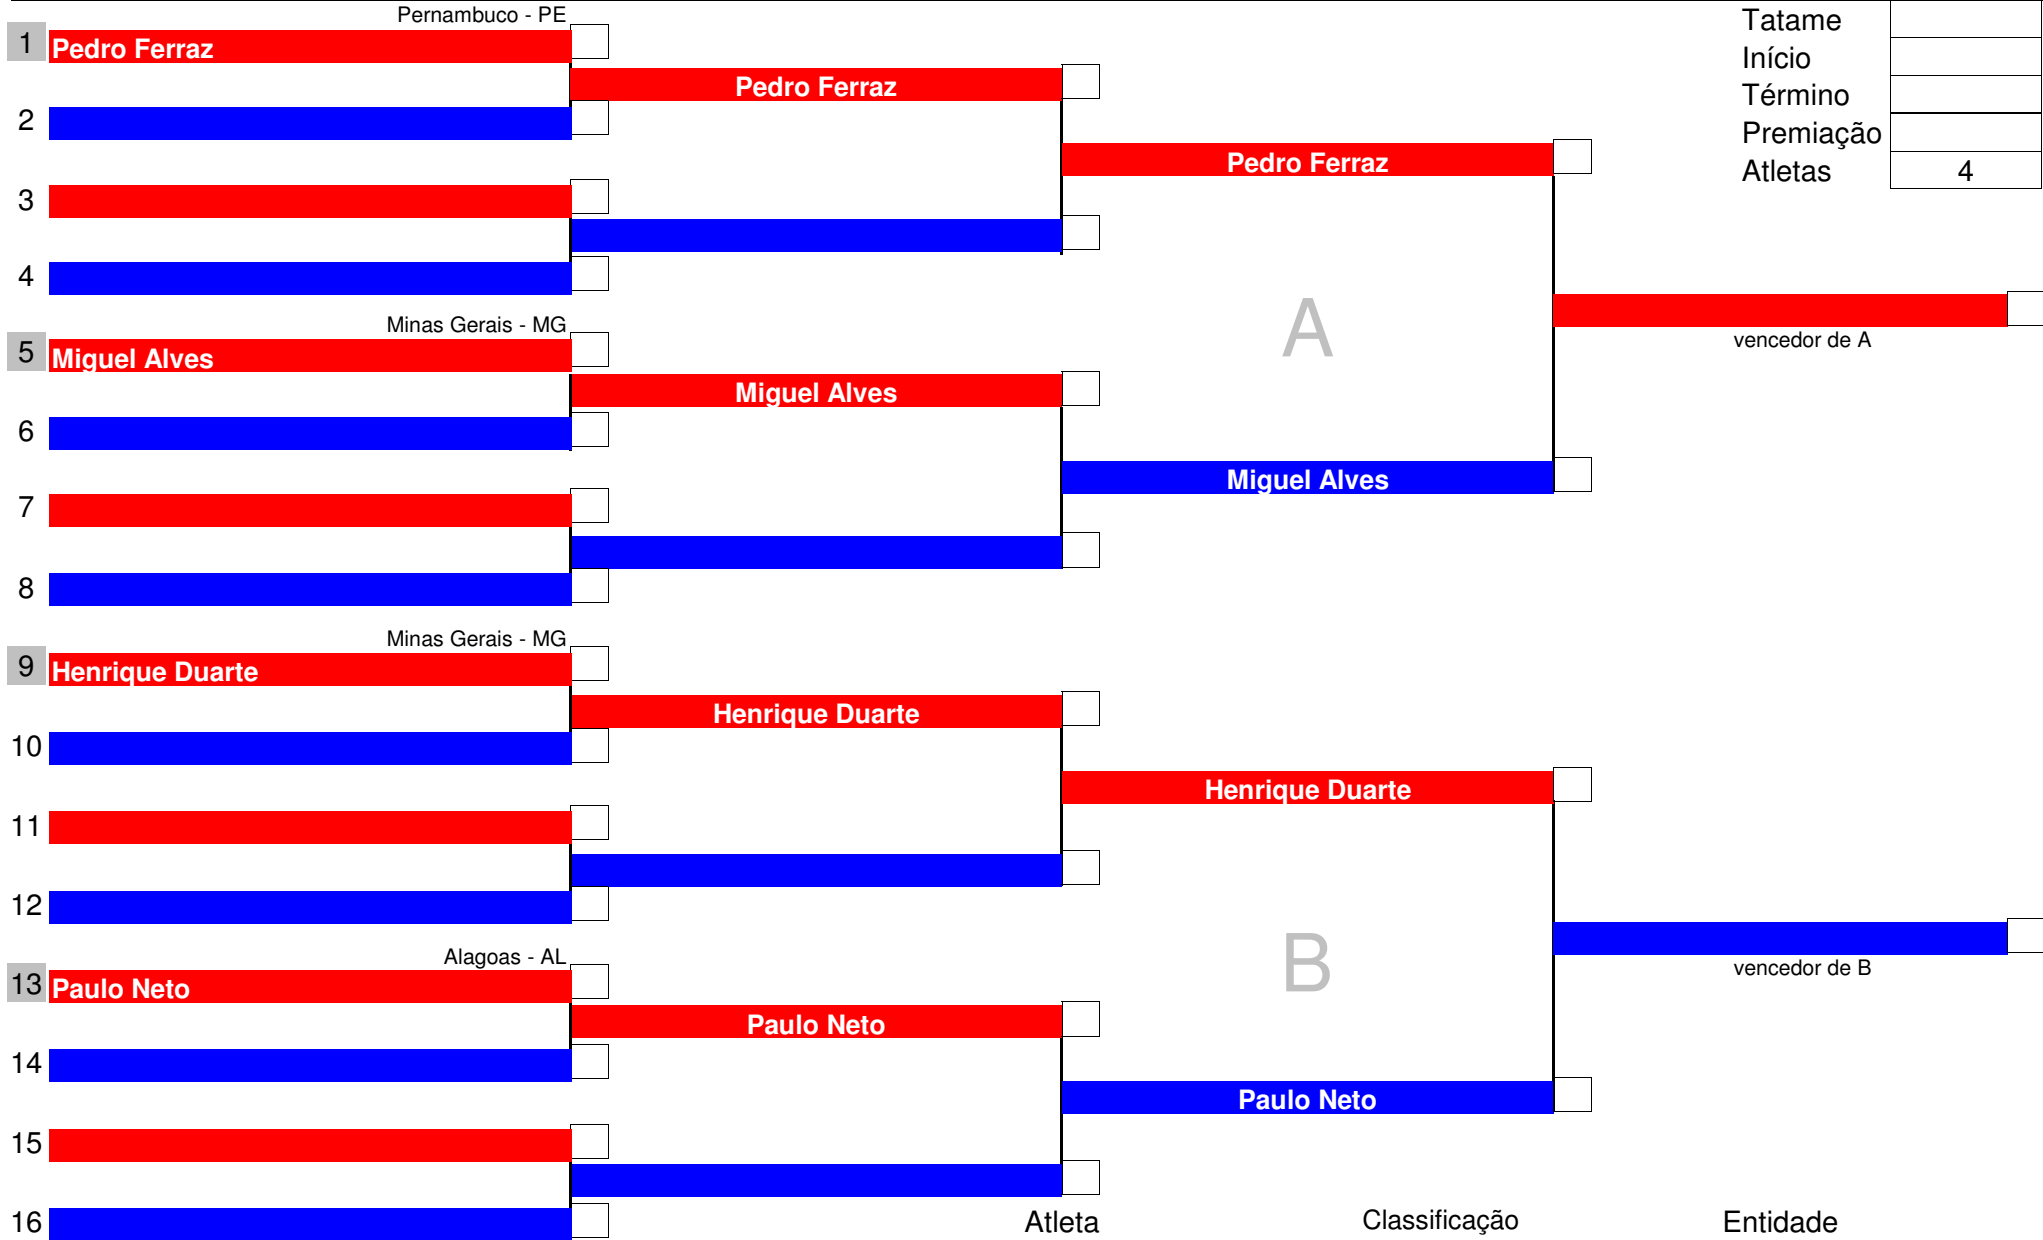 Pernambuco - PE
1 Pedro Ferraz
Pedro Ferraz
2
Pedro Ferraz
3
4
Minas Gerais - MG
5 Miguel Alves
Miguel Alves
6
Miguel Alves
7
8
A
vencedor de A
Minas Gerais - MG
9 Henrique Duarte
Henrique Duarte
10
Henrique Duarte
11
12
Alagoas - AL
13 Paulo Neto
Paulo Neto
14
Paulo Neto
15
16
B
vencedor de B
Tatame
Início
Término
Premiação
Atletas 4
Atleta Classificação Entidade